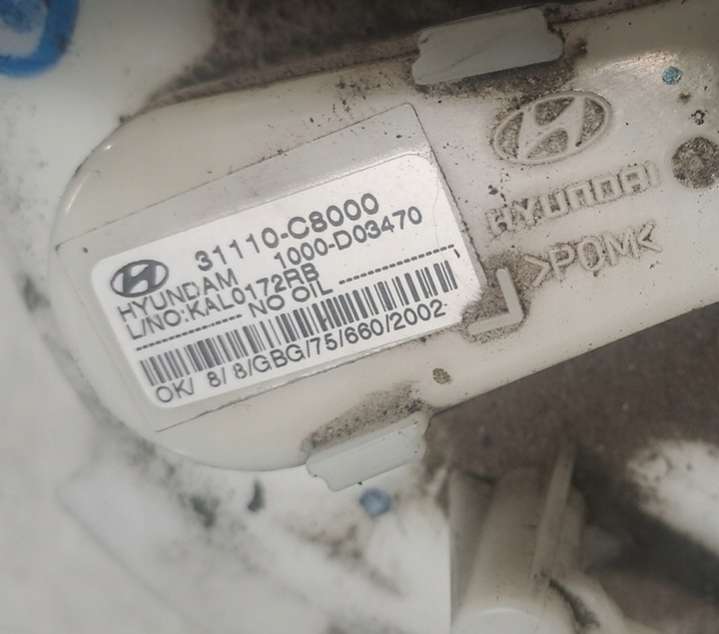 31110-C8000
HYUNDAM 1000-D03470
L/NO:KAL0172RB
---------- NO OIL ----------
OK/ 8/ 8/GBG/75/660/2002
HYUNDAI
>POM<